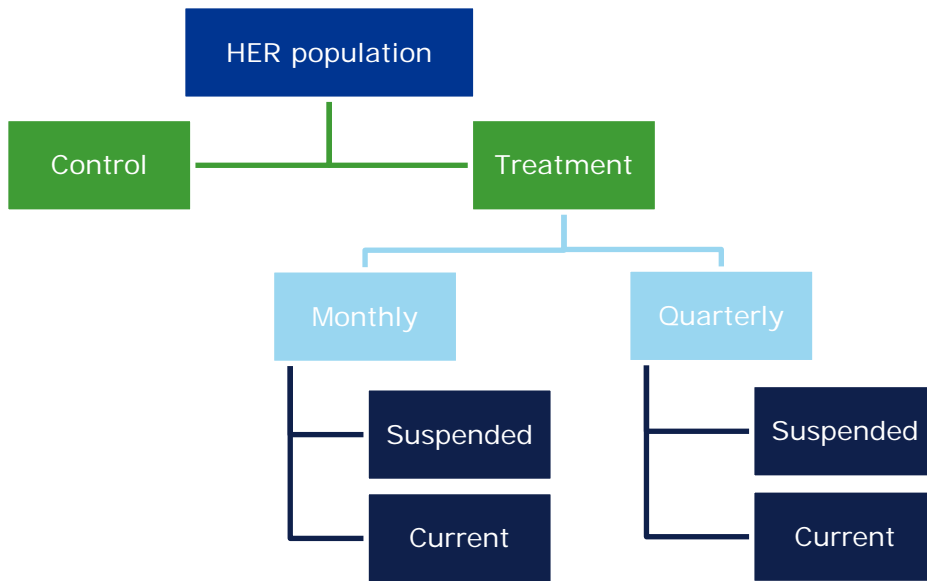 HER population
Control
Treatment
Monthly
Quarterly
Suspended
Suspended
Current
Current